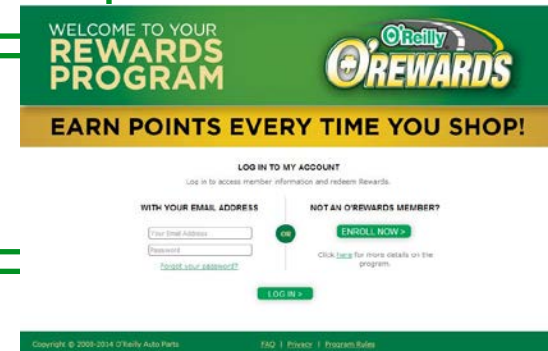 WELCOME TO YOUR
REWARDS
PROGRAM
O'Reilly
O'REWARDS
EARN POINTS EVERY TIME YOU SHOP!
LOG IN TO MY ACCOUNT
Log in to access member information and redeem Rewards.
WITH YOUR EMAIL ADDRESS
Your Email Address
Password
Forgot your password?
OR
NOT AN O'REWARDS MEMBER?
ENROLL NOW >
Click here for more details on the
program.
LOG IN >
Copyright © 2008-2014 O'Reilly Auto Parts
FAQ | Privacy | Program Rules